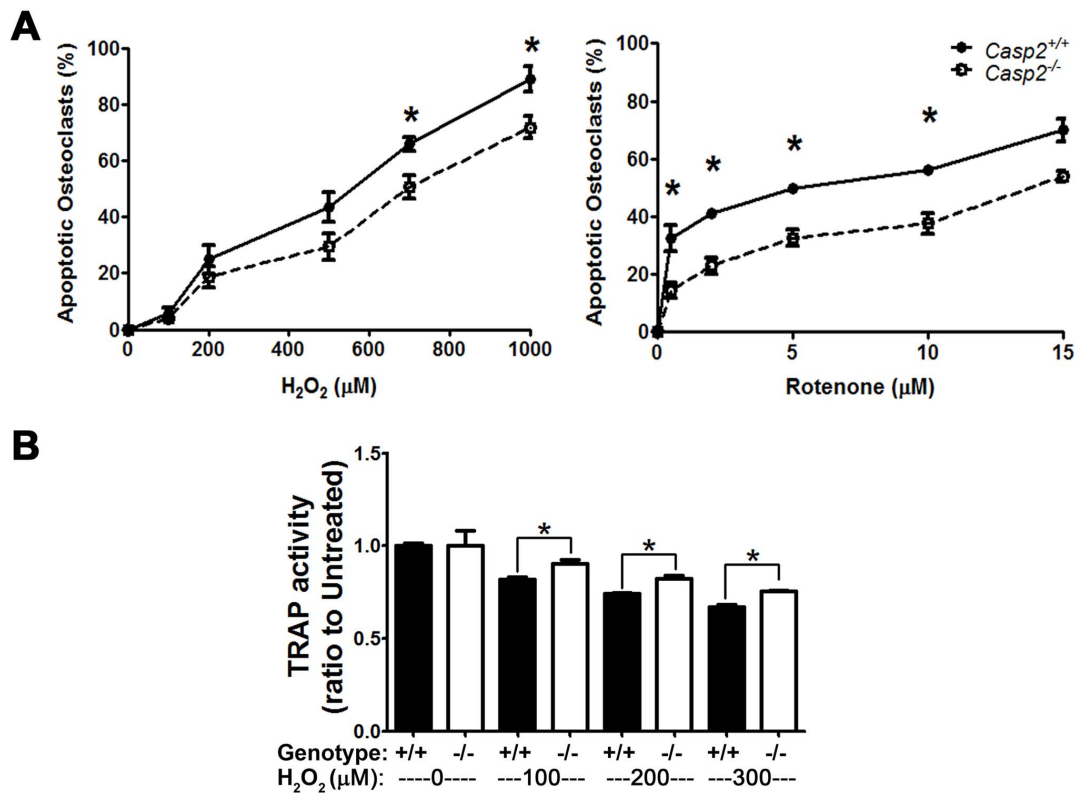 A
Apoptotic Osteoclasts (%)
100
80
60
40
20
0
* *
0 200 400 600 800 1000
H₂O₂ (μM)
Apoptotic Osteoclasts (%)
100
80
60
40
20
0
* * * *
Casp2⁺/⁺
Casp2⁻/⁻
0 5 10 15
Rotenone (μM)
B
TRAP activity
(ratio to Untreated)
1.5
1.0
0.5
0.0
* * *
Genotype: +/+ -/- +/+ -/- +/+ -/- +/+ -/-
H₂O₂ (μM): ----0---- ---100--- ---200--- ---300---